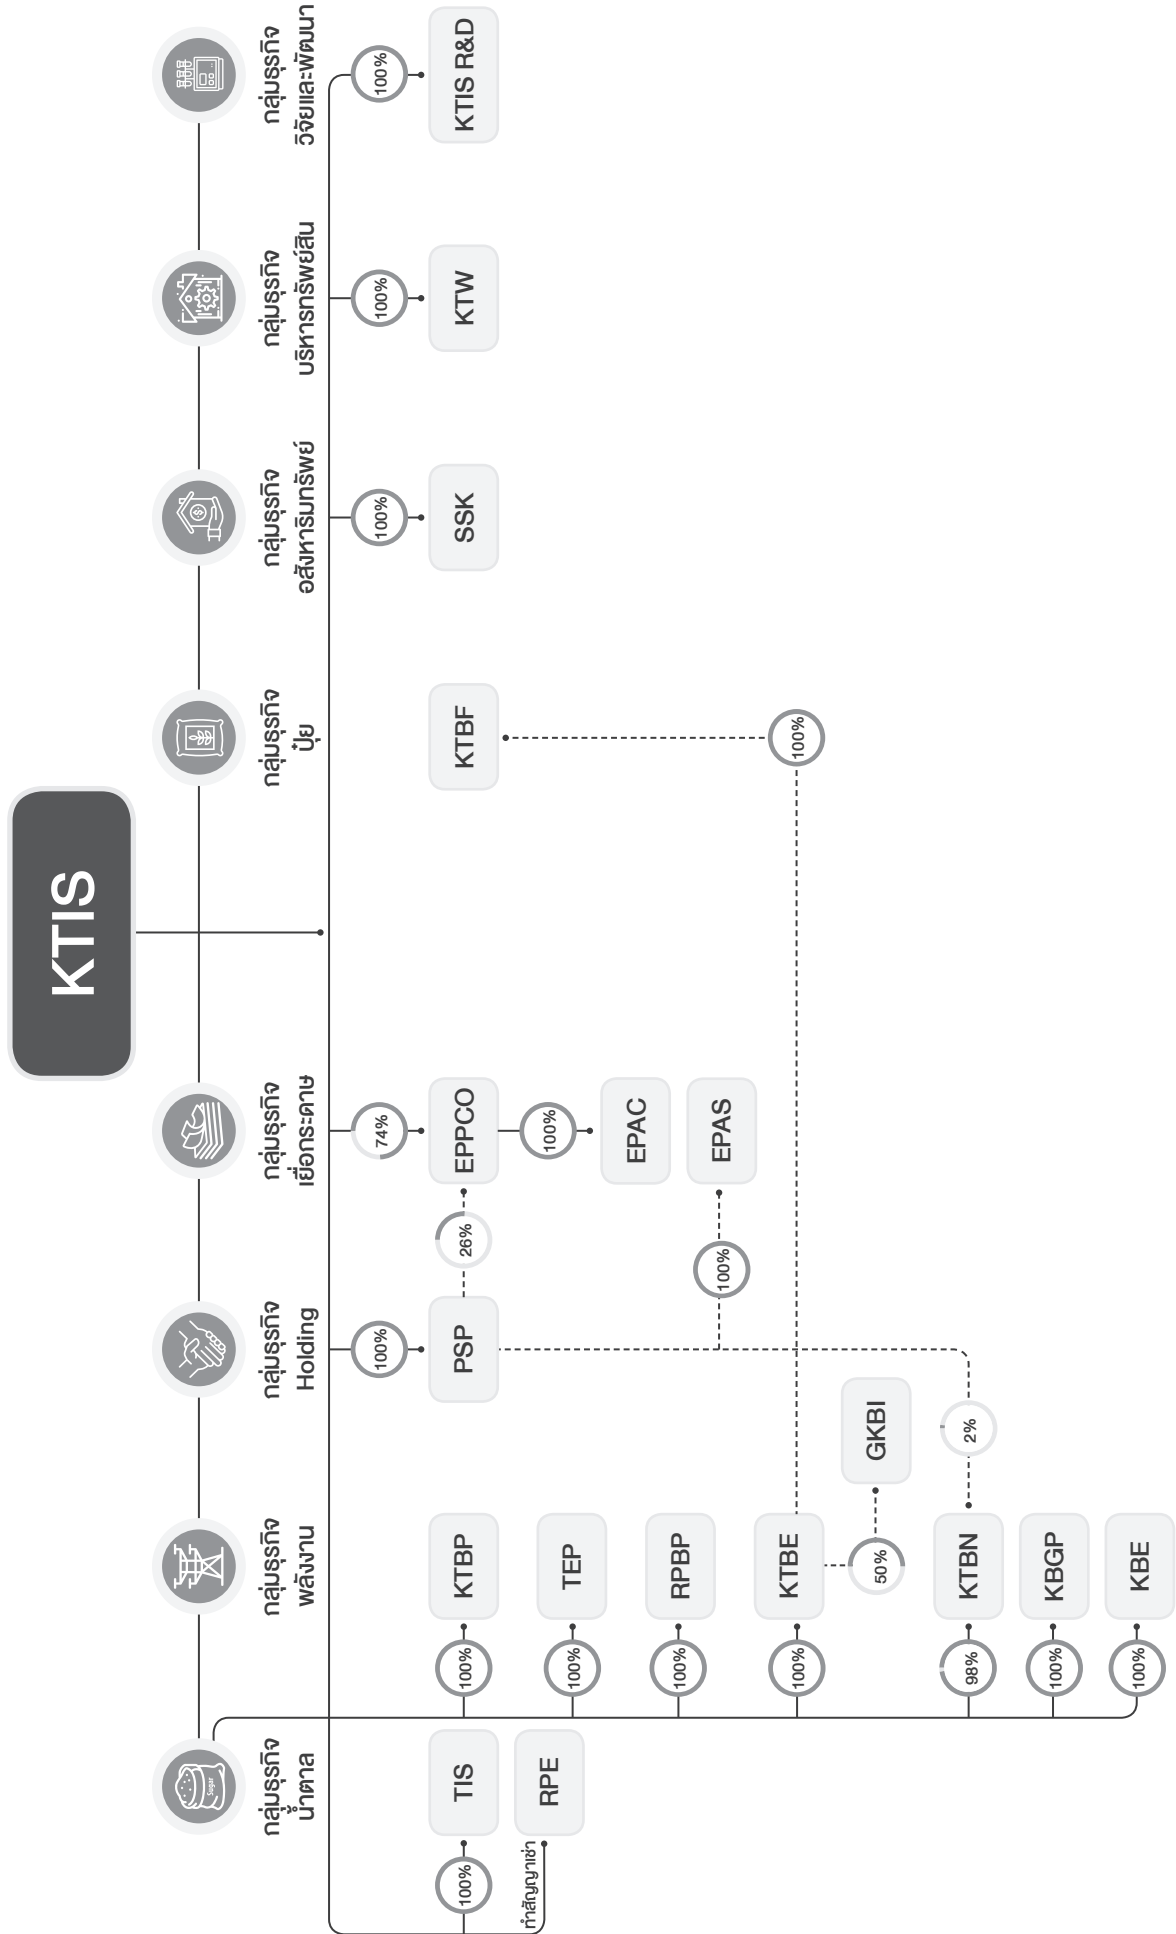 KTIS
กลุ่มธุรกิจ
น้ำตาล
กลุ่มธุรกิจ
พลังงาน
กลุ่มธุรกิจ
Holding
กลุ่มธุรกิจ
เยื่อกระดาษ
กลุ่มธุรกิจ
ปุ๋ย
กลุ่มธุรกิจ
อสังหาริมทรัพย์
กลุ่มธุรกิจ
บริหารทรัพย์สิน
กลุ่มธุรกิจ
วิจัยและพัฒนา
Sugar
100%
TIS
ทำสัญญาเช่า
RPE
100%
KTBP
100%
TEP
100%
RPBP
100%
KTBE
50%
GKBI
98%
KTBN
2%
100%
KBGP
100%
KBE
100%
PSP
26%
74%
EPPCO
100%
EPAC
100%
EPAS
100%
KTBF
100%
SSK
100%
KTW
100%
KTIS R&D